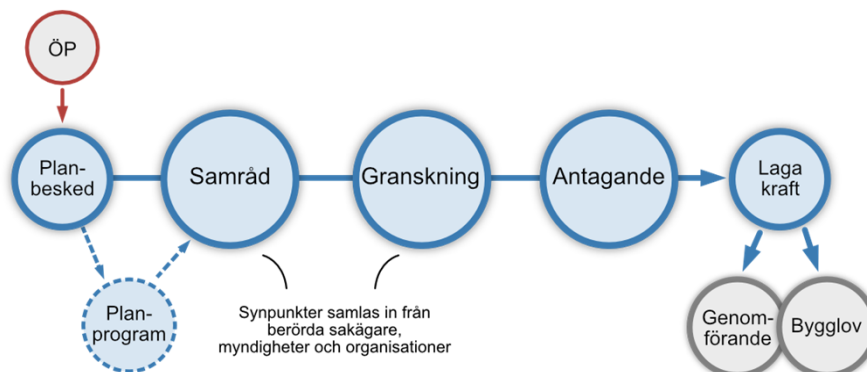 ÖP
Plan-
besked
Samråd
Granskning
Antagande
Laga
kraft
Plan-
program
Synpunkter samlas in från
berörda sakägare,
myndigheter och organisationer
Genom-
förande
Bygglov